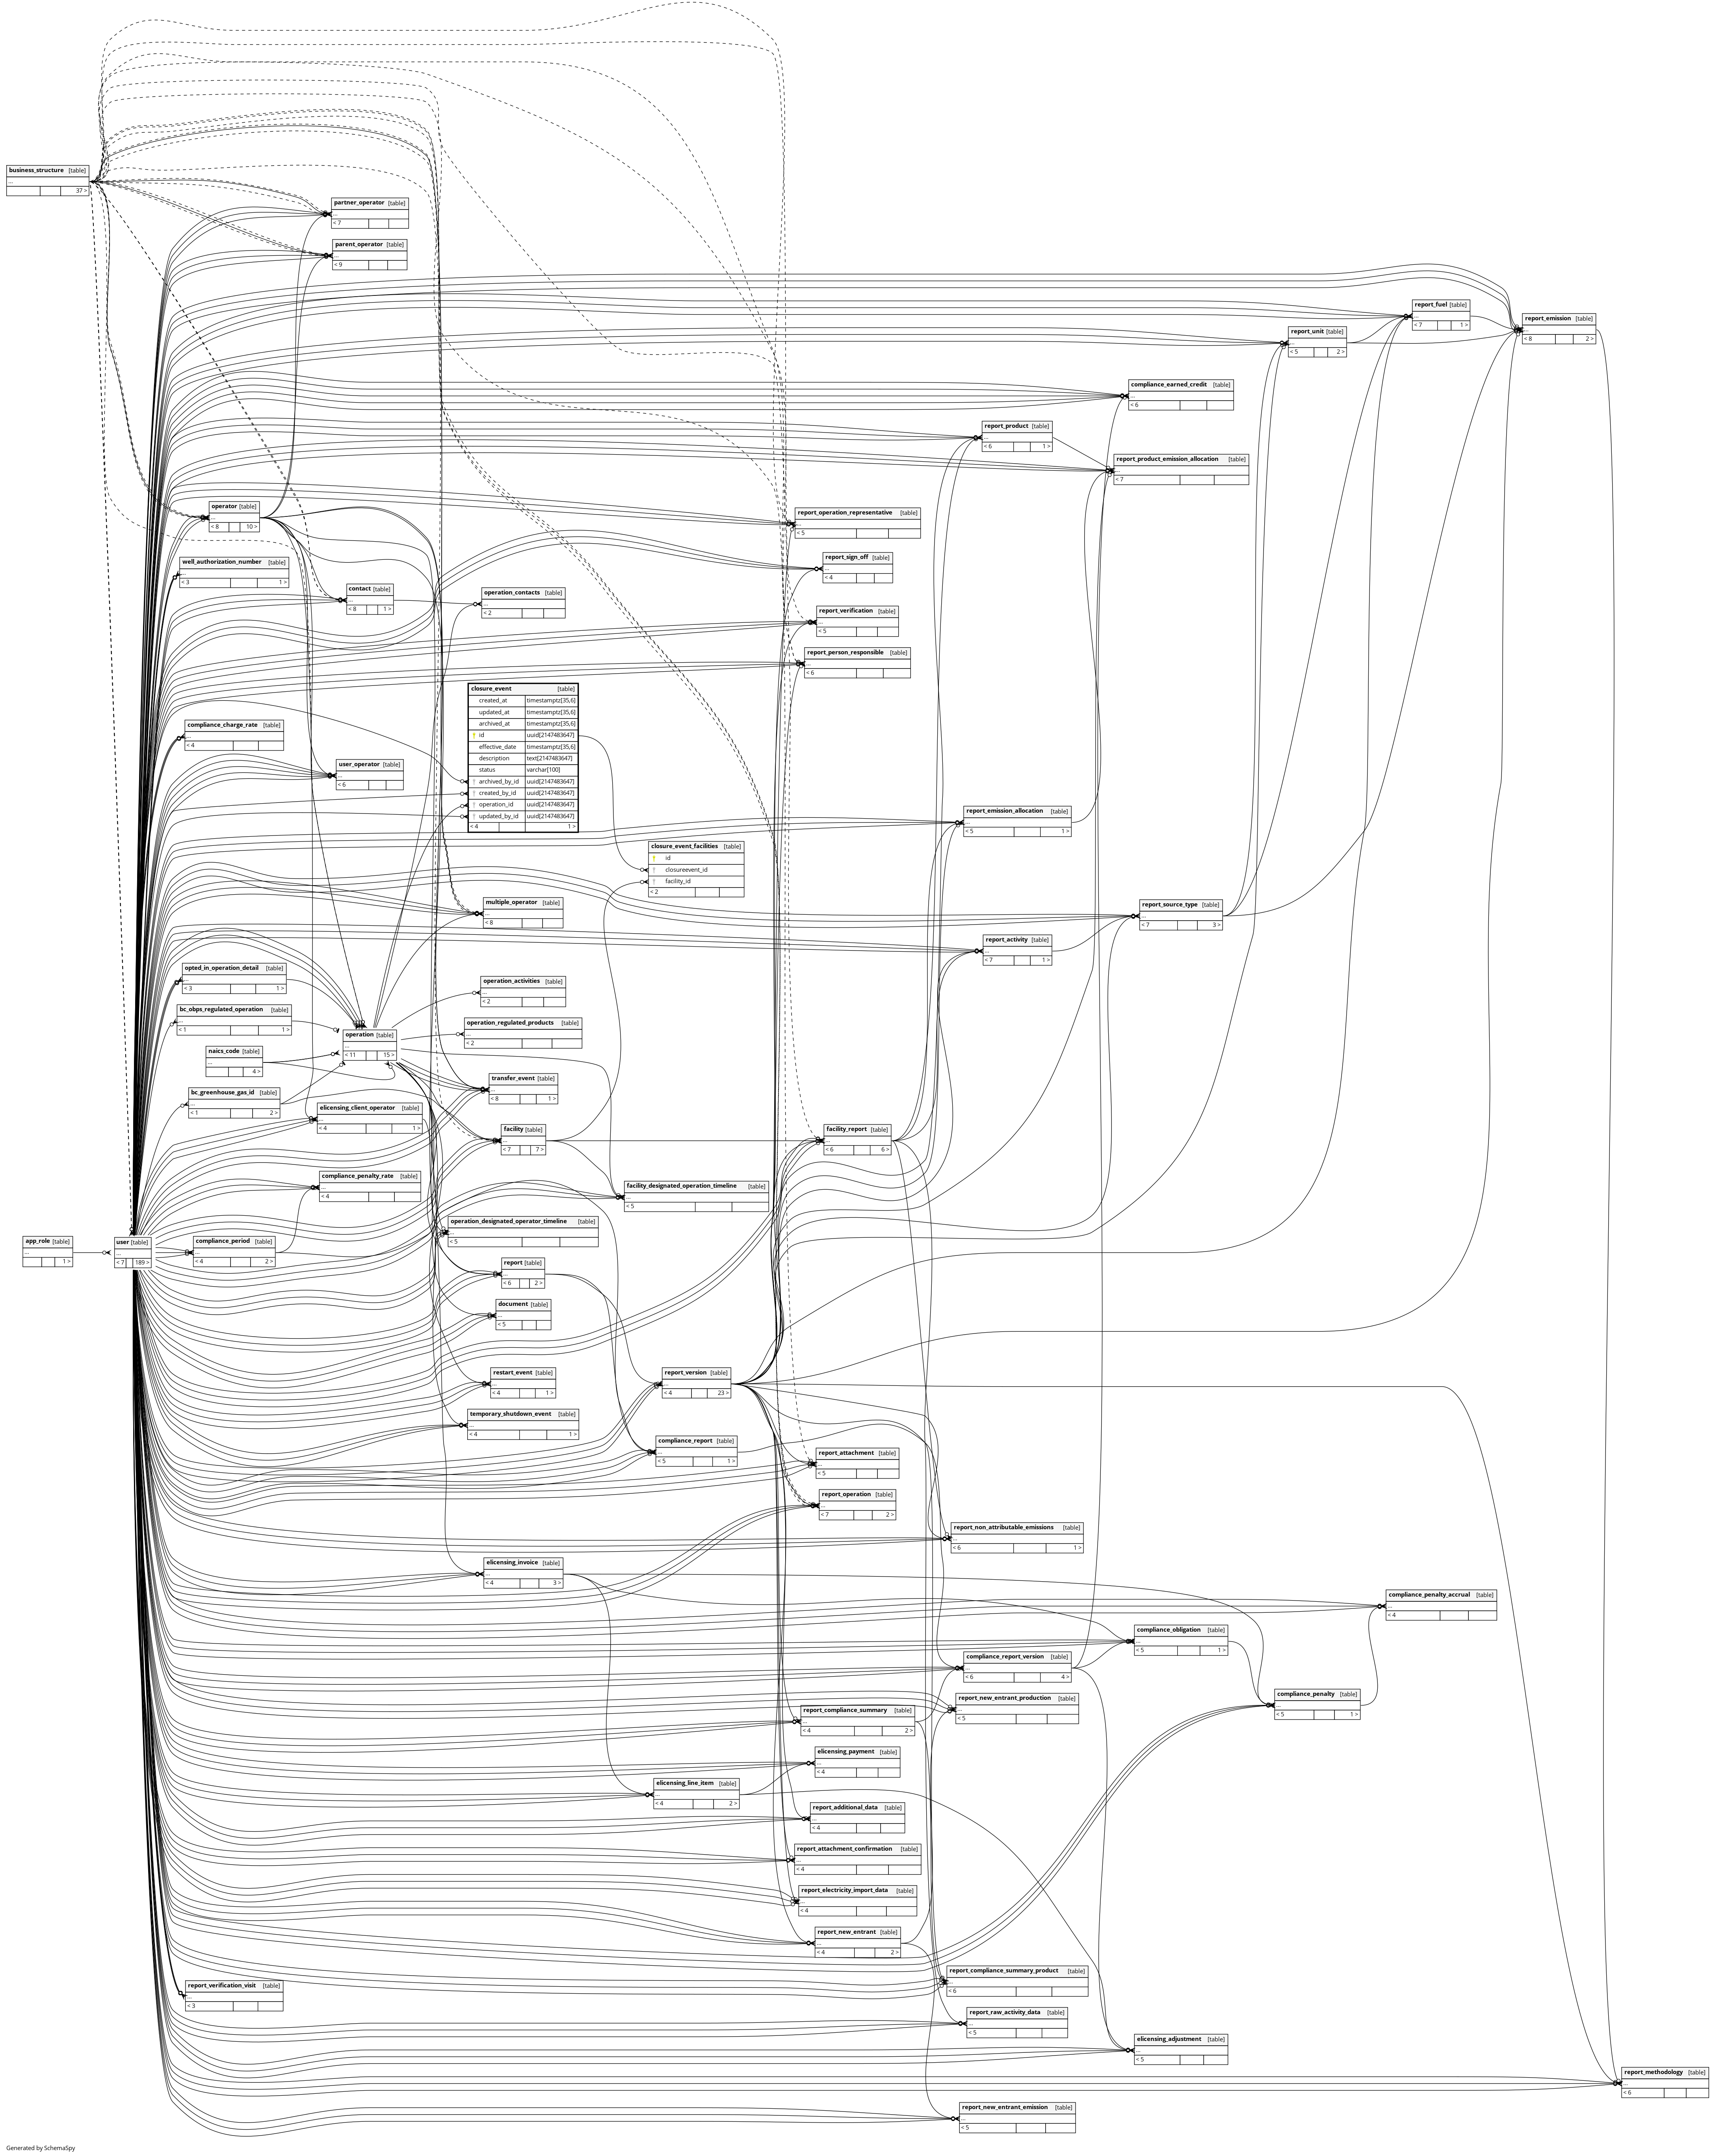 business_structure [table]
...
37 >
partner_operator [table]
...
< 7
parent_operator [table]
...
< 9
report_fuel [table]
...
< 7 1 >
report_emission [table]
...
< 8 2 >
report_unit [table]
...
< 5 2 >
compliance_earned_credit [table]
...
< 6
report_product [table]
...
< 6 1 >
report_product_emission_allocation [table]
...
< 7
operator [table]
...
< 8 10 >
report_operation_representative [table]
...
< 5
report_sign_off [table]
...
< 4
well_authorization_number [table]
...
< 3 1 >
contact [table]
...
< 8 1 >
operation_contacts [table]
...
< 2
report_verification [table]
...
< 5
report_person_responsible [table]
...
< 6
closure_event [table]
created_at timestamptz[35,6]
updated_at timestamptz[35,6]
archived_at timestamptz[35,6]
id uuid[2147483647]
effective_date timestamptz[35,6]
description text[2147483647]
status varchar[100]
archived_by_id uuid[2147483647]
created_by_id uuid[2147483647]
operation_id uuid[2147483647]
updated_by_id uuid[2147483647]
< 4 1 >
compliance_charge_rate [table]
...
< 4
user_operator [table]
...
< 6
report_emission_allocation [table]
...
< 5 1 >
closure_event_facilities [table]
id
closureevent_id
facility_id
< 2
multiple_operator [table]
...
< 8
report_source_type [table]
...
< 7 3 >
report_activity [table]
...
< 7 1 >
opted_in_operation_detail [table]
...
< 3 1 >
operation_activities [table]
...
< 2
bc_obps_regulated_operation [table]
...
< 1 1 >
operation_regulated_products [table]
...
< 2
operation [table]
...
< 11 15 >
naics_code [table]
...
4 >
transfer_event [table]
...
< 8 1 >
bc_greenhouse_gas_id [table]
...
< 1 2 >
elicensing_client_operator [table]
...
< 4 1 >
facility [table]
...
< 7 7 >
facility_report [table]
...
< 6 6 >
compliance_penalty_rate [table]
...
< 4
facility_designated_operation_timeline [table]
...
< 5
operation_designated_operator_timeline [table]
...
< 5
app_role [table]
...
1 >
user [table]
...
< 7 189 >
compliance_period [table]
...
< 4 2 >
report [table]
...
< 6 2 >
document [table]
...
< 5
restart_event [table]
...
< 4 1 >
report_version [table]
...
< 4 23 >
temporary_shutdown_event [table]
...
< 4 1 >
compliance_report [table]
...
< 5 1 >
report_attachment [table]
...
< 5
report_operation [table]
...
< 7 2 >
report_non_attributable_emissions [table]
...
< 6 1 >
elicensing_invoice [table]
...
< 4 3 >
compliance_penalty_accrual [table]
...
< 4
compliance_obligation [table]
...
< 5 1 >
compliance_report_version [table]
...
< 6 4 >
compliance_penalty [table]
...
< 5 1 >
report_new_entrant_production [table]
...
< 5
report_compliance_summary [table]
...
< 4 2 >
elicensing_payment [table]
...
< 4
elicensing_line_item [table]
...
< 4 2 >
report_additional_data [table]
...
< 4
report_attachment_confirmation [table]
...
< 4
report_electricity_import_data [table]
...
< 4
report_new_entrant [table]
...
< 4 2 >
report_compliance_summary_product [table]
...
< 6
report_verification_visit [table]
...
< 3
report_raw_activity_data [table]
...
< 5
elicensing_adjustment [table]
...
< 5
report_methodology [table]
...
< 6
report_new_entrant_emission [table]
...
< 5
Generated by SchemaSpy